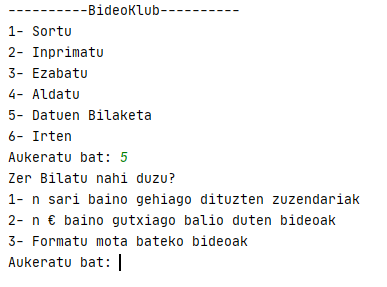 ----------BideoKlub----------
1- Sortu
2- Inprimatu
3- Ezabatu
4- Aldatu
5- Datuen Bilaketa
6- Irten
Aukeratu bat: 5
Zer Bilatu nahi duzu?
1- n sari baino gehiago dituzten zuzendariak
2- n € baino gutxiago balio duten bideoak
3- Formatu mota bateko bideoak
Aukeratu bat: